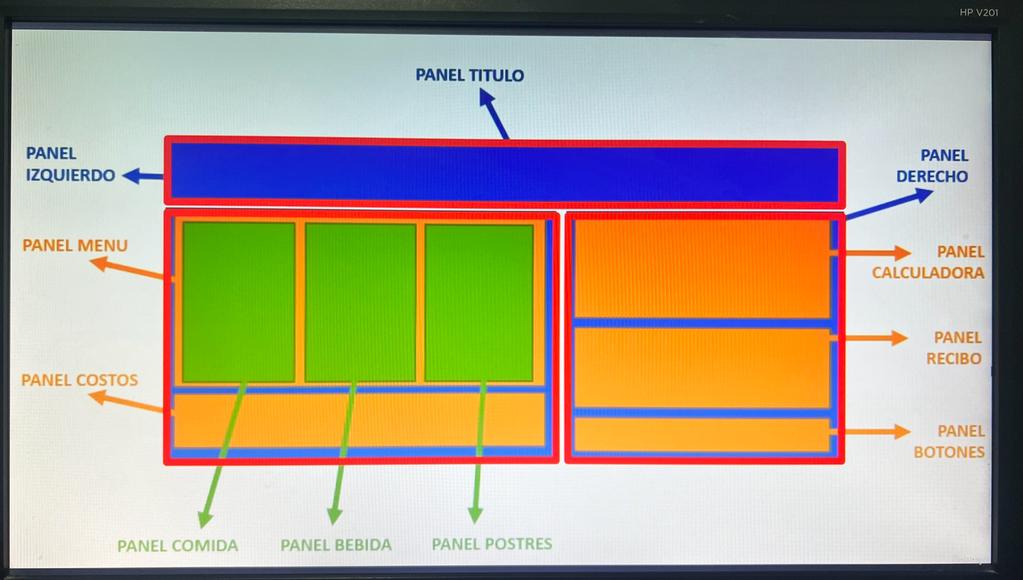 HP V201
PANEL TITULO
PANEL
IZQUIERDO
PANEL
DERECHO
PANEL MENU
PANEL
CALCULADORA
PANEL
RECIBO
PANEL COSTOS
PANEL
BOTONES
PANEL COMIDA
PANEL BEBIDA
PANEL POSTRES